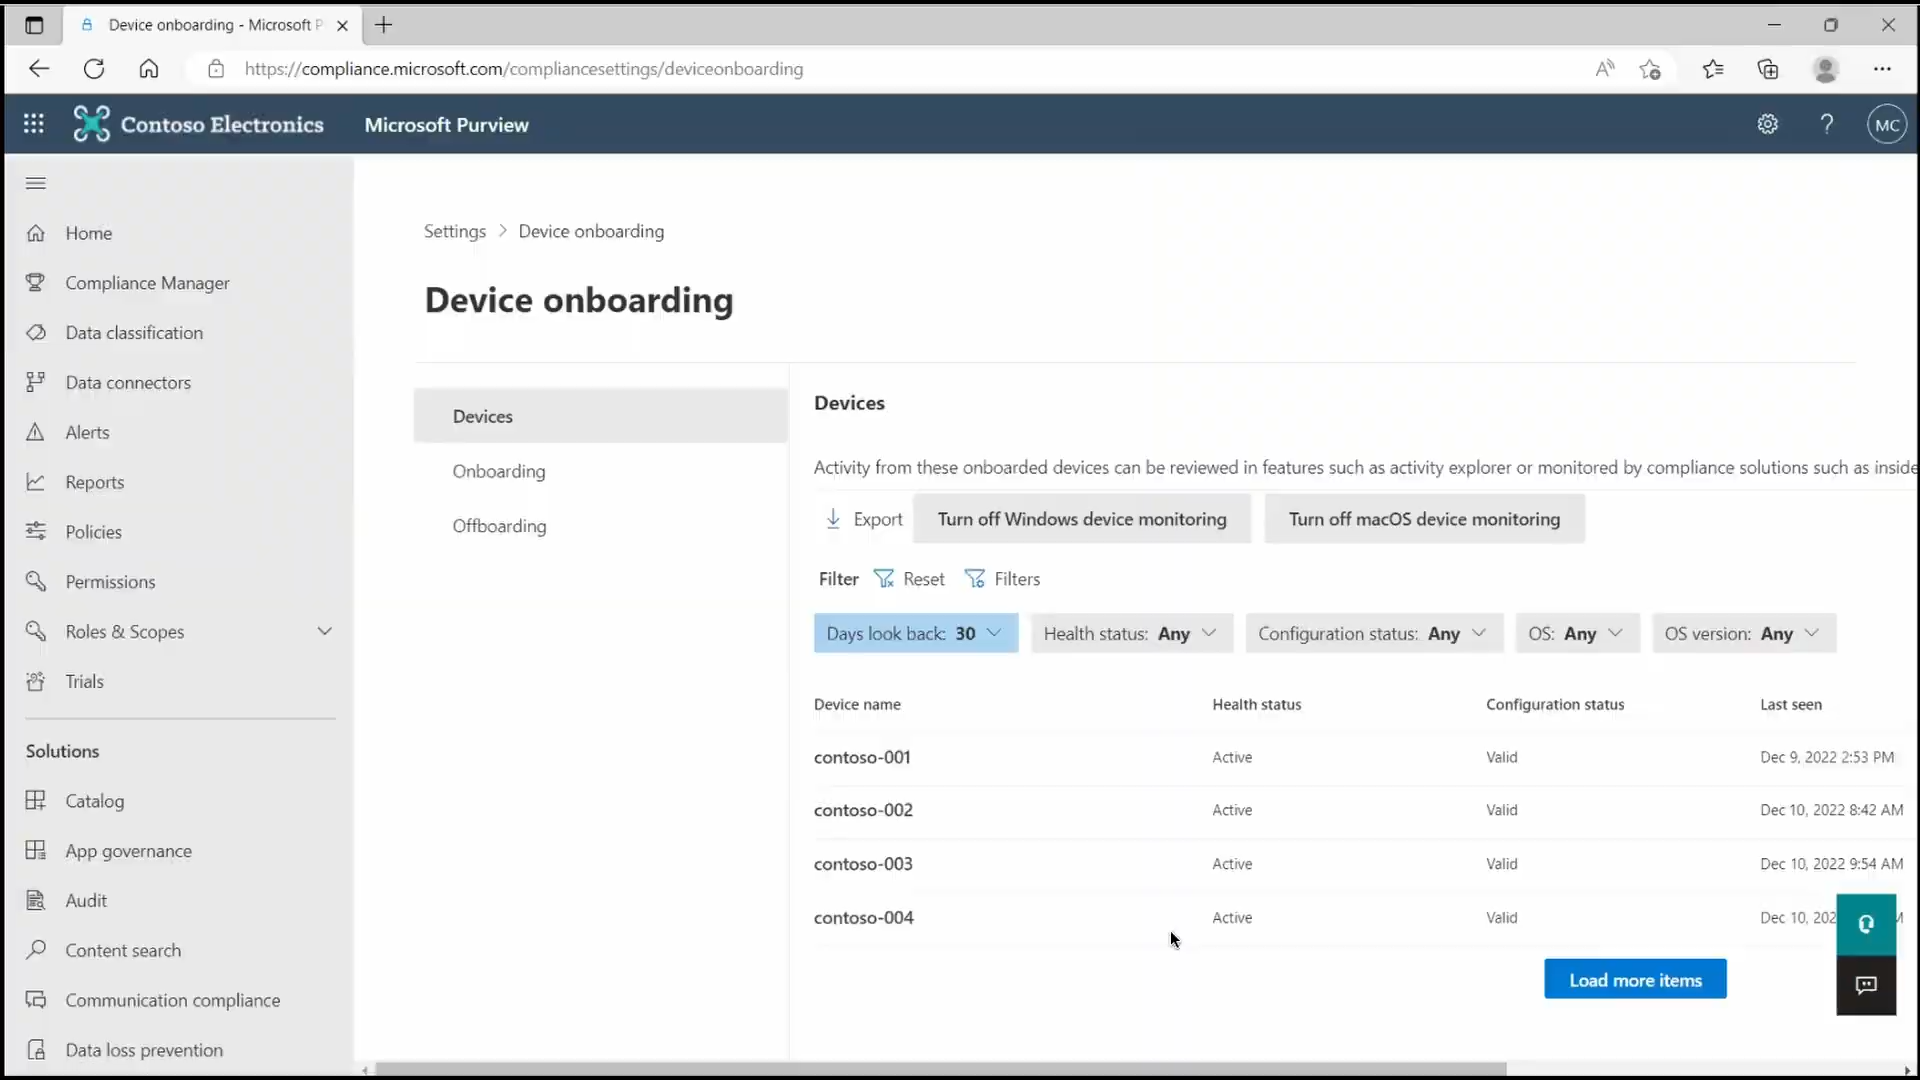 Device onboarding - Microsoft P
https://compliance.microsoft.com/compliancesettings/deviceonboarding
Contoso Electronics
Microsoft Purview
?
MC
Home
Compliance Manager
Data classification
Data connectors
Alerts
Reports
Policies
Permissions
Roles & Scopes
Trials
Solutions
Catalog
App governance
Audit
Content search
Communication compliance
Data loss prevention
Settings > Device onboarding
Device onboarding
Devices
Onboarding
Offboarding
Devices
Activity from these onboarded devices can be reviewed in features such as activity explorer or monitored by compliance solutions such as inside
Export
Turn off Windows device monitoring
Turn off macOS device monitoring
Filter Reset Filters
Days look back: 30 Health status: Any Configuration status: Any OS: Any OS version: Any
Device name Health status Configuration status Last seen
contoso-001 Active Valid Dec 9, 2022 2:53 PM
contoso-002 Active Valid Dec 10, 2022 8:42 AM
contoso-003 Active Valid Dec 10, 2022 9:54 AM
contoso-004 Active Valid Dec 10, 202
Load more items